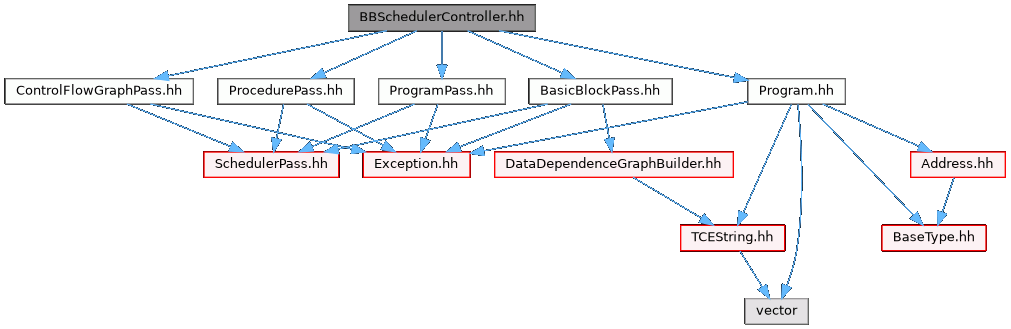 BBSchedulerController.hh
ControlFlowGraphPass.hh
ProcedurePass.hh
ProgramPass.hh
BasicBlockPass.hh
Program.hh
SchedulerPass.hh
Exception.hh
DataDependenceGraphBuilder.hh
Address.hh
TCEString.hh
BaseType.hh
vector